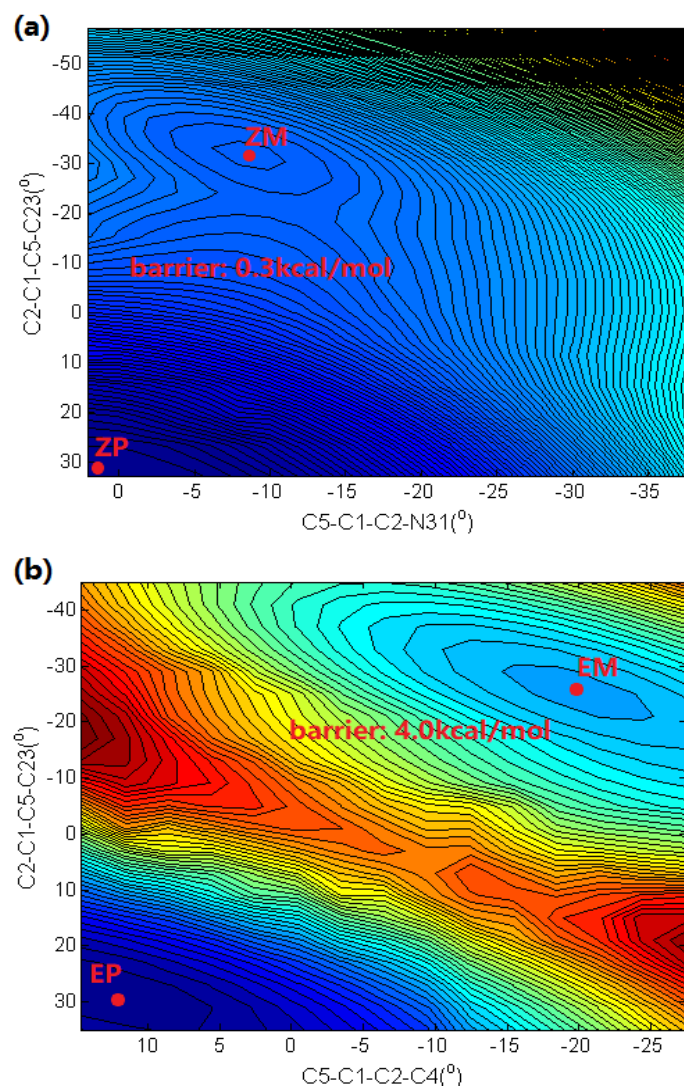 (a)
-50
-40
-30
-20
-10
0
10
20
30
C2-C1-C5-C23(°)
ZM
barrier: 0.3kcal/mol
ZP
0 -5 -10 -15 -20 -25 -30 -35
C5-C1-C2-N31(°)
(b)
-40
-30
-20
-10
0
10
20
30
C2-C1-C5-C23(°)
EM
barrier: 4.0kcal/mol
EP
10 5 0 -5 -10 -15 -20 -25
C5-C1-C2-C4(°)